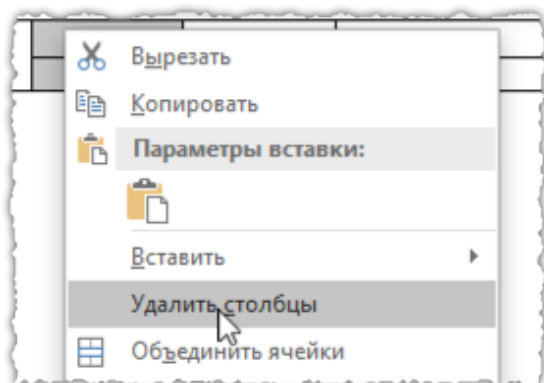 Вырезать
Копировать
Параметры вставки:
Вставить
Удалить столбцы
Объединить ячейки